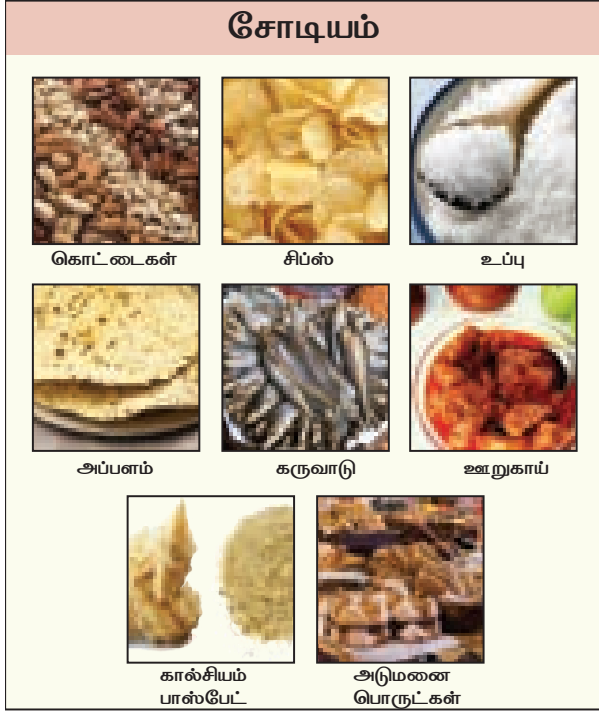 சோடியம்
கொட்டைகள் சிப்ஸ் உப்பு
அப்பளம் கருவாடு ஊறுகாய்
கால்சியம் பாஸ்பேட்
அடுமனை பொருட்கள்